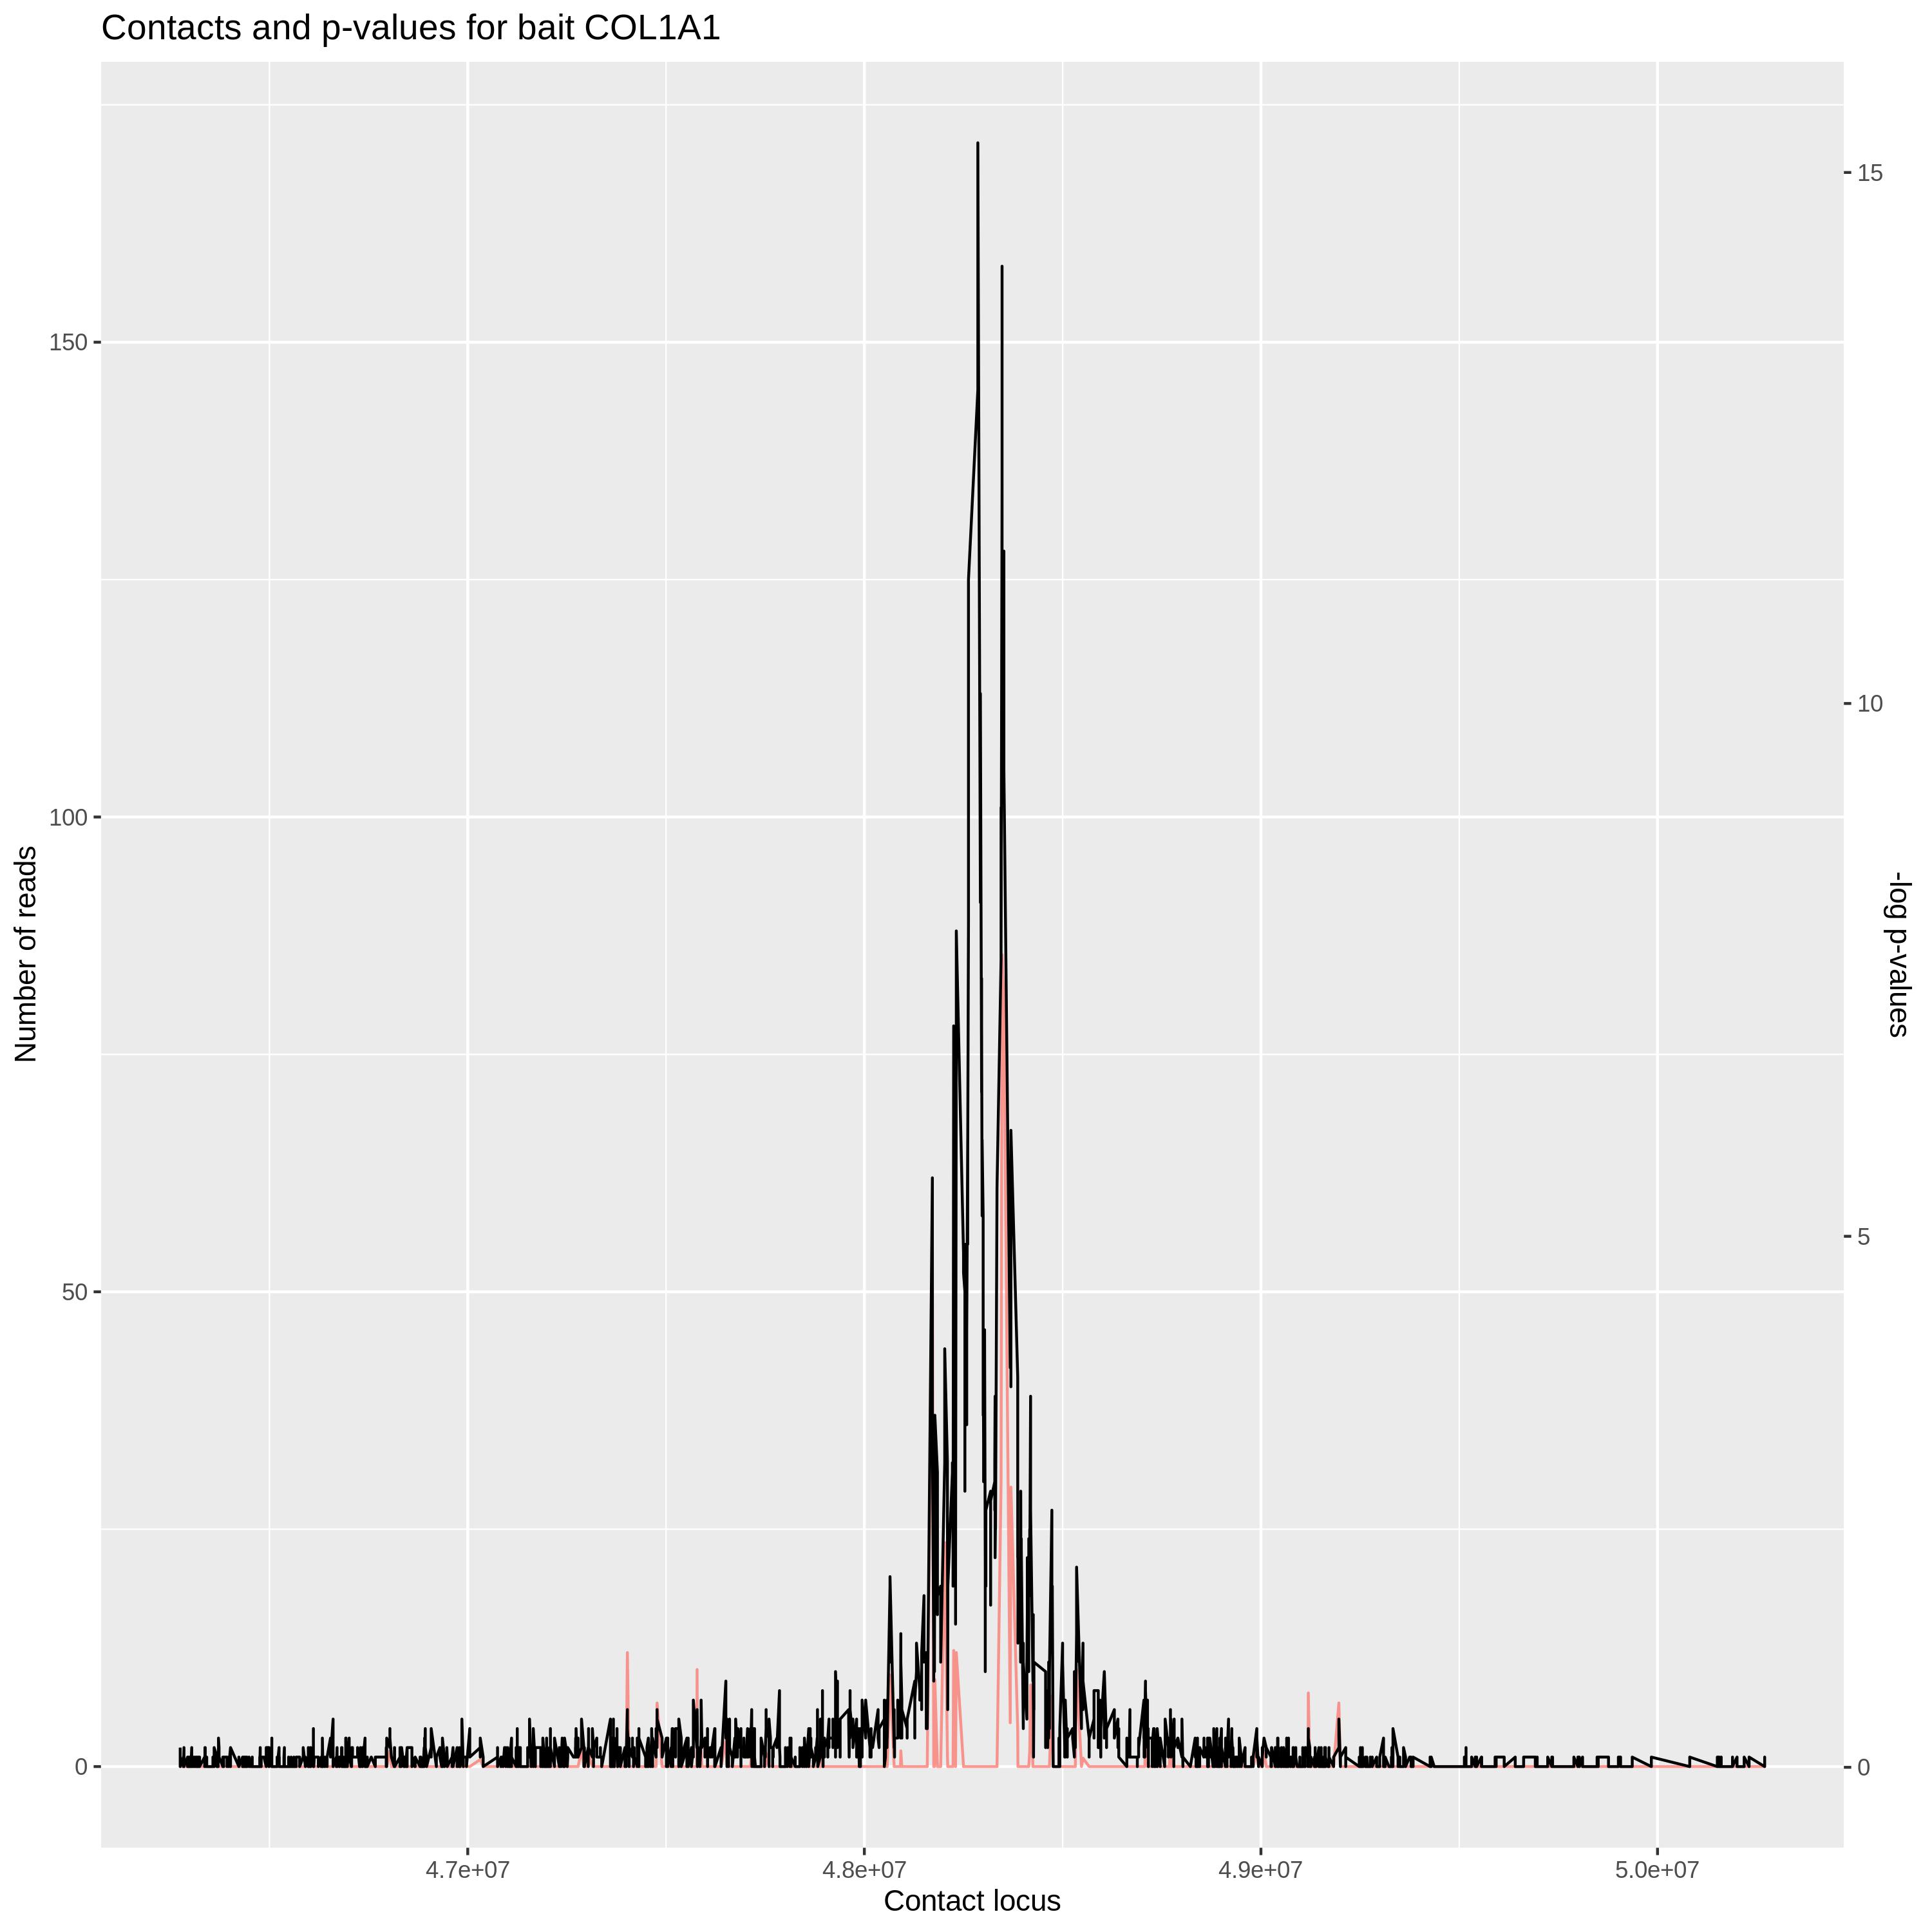 Contacts and p-values for bait COL1A1
150
100
50
0
Number of reads
15
10
5
0
-log p-values
4.7e+07
4.8e+07
4.9e+07
5.0e+07
Contact locus